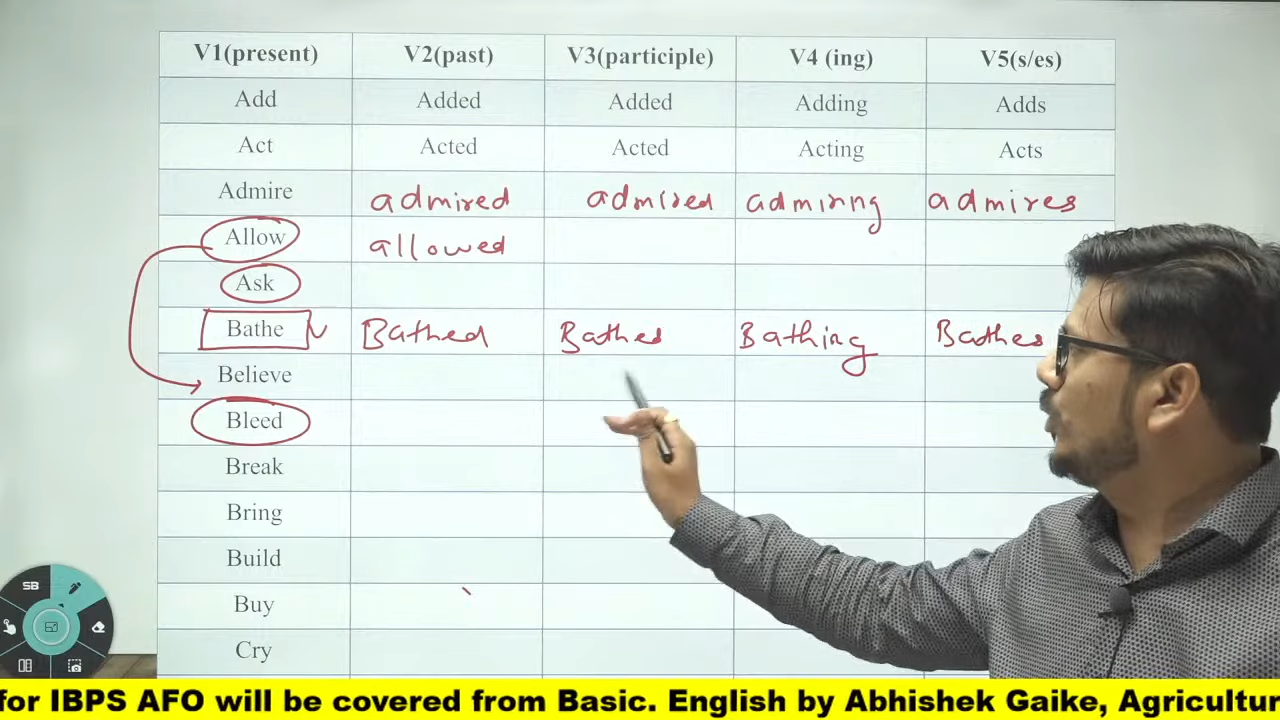 V1(present) V2(past) V3(participle) V4 (ing) V5(s/es)
Add Added Added Adding Adds
Act Acted Acted Acting Acts
Admire admired admired admiring admires
Allow allowed
Ask
Bathe Bathed Bathed Bathing Bathes
Believe
Bleed
Break
Bring
Build
Buy
Cry
SB
for IBPS AFO will be covered from Basic. English by Abhishek Gaike, Agricultur